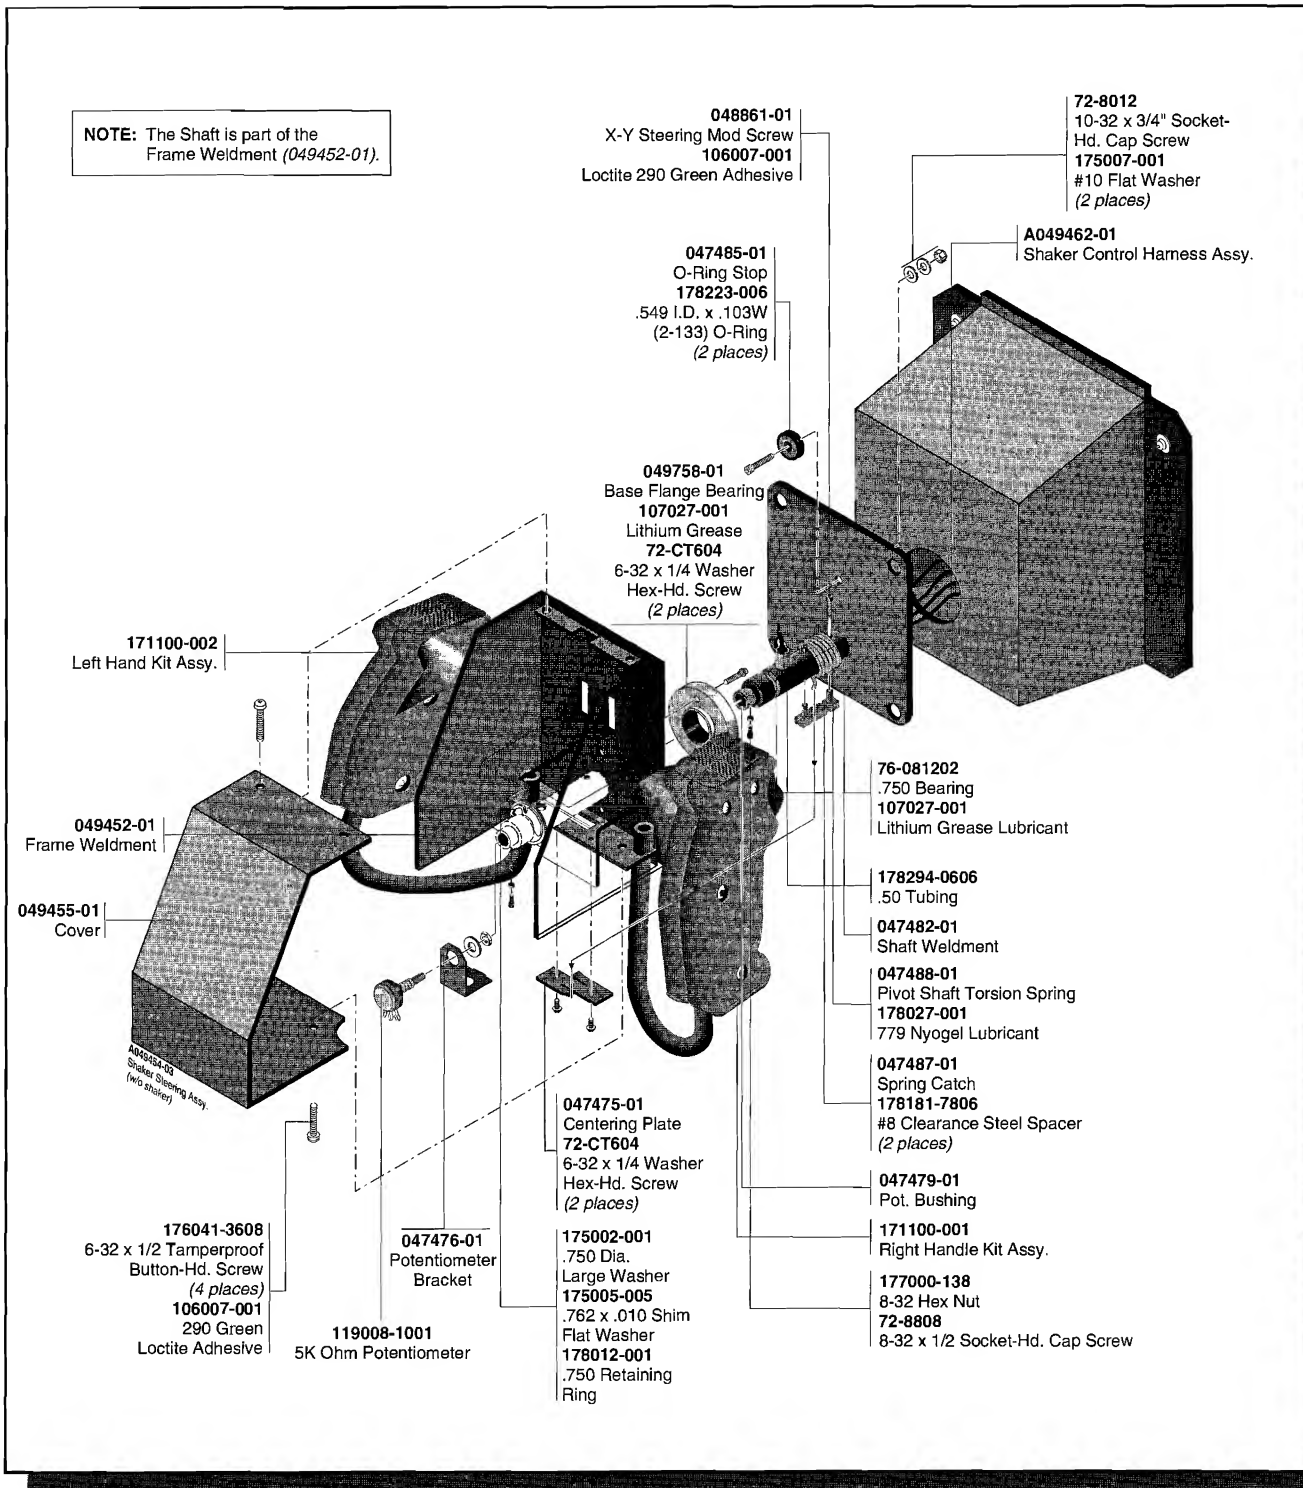 NOTE: The Shaft is part of the
Frame Weldment (049452-01).
048861-01
X-Y Steering Mod Screw
106007-001
Loctite 290 Green Adhesive
72-8012
10-32 x 3/4" Socket-
Hd. Cap Screw
175007-001
#10 Flat Washer
(2 places)
A049462-01
Shaker Control Harness Assy.
047485-01
O-Ring Stop
178223-006
.549 I.D. x .103W
(2-133) O-Ring
(2 places)
049758-01
Base Flange Bearing
107027-001
Lithium Grease
72-CT604
6-32 x 1/4 Washer
Hex-Hd. Screw
(2 places)
171100-002
Left Hand Kit Assy.
049452-01
Frame Weldment
049455-01
Cover
A049454-03
Shaker Steering Assy.
(w/o shaker)
76-081202
.750 Bearing
107027-001
Lithium Grease Lubricant
178294-0606
.50 Tubing
047482-01
Shaft Weldment
047488-01
Pivot Shaft Torsion Spring
178027-001
779 Nyogel Lubricant
047487-01
Spring Catch
178181-7806
#8 Clearance Steel Spacer
(2 places)
047479-01
Pot. Bushing
171100-001
Right Handle Kit Assy.
177000-138
8-32 Hex Nut
72-8808
8-32 x 1/2 Socket-Hd. Cap Screw
047475-01
Centering Plate
72-CT604
6-32 x 1/4 Washer
Hex-Hd. Screw
(2 places)
175002-001
.750 Dia.
Large Washer
175005-005
.762 x .010 Shim
Flat Washer
178012-001
.750 Retaining
Ring
047476-01
Potentiometer
Bracket
119008-1001
5K Ohm Potentiometer
176041-3608
6-32 x 1/2 Tamperproof
Button-Hd. Screw
(4 places)
106007-001
290 Green
Loctite Adhesive